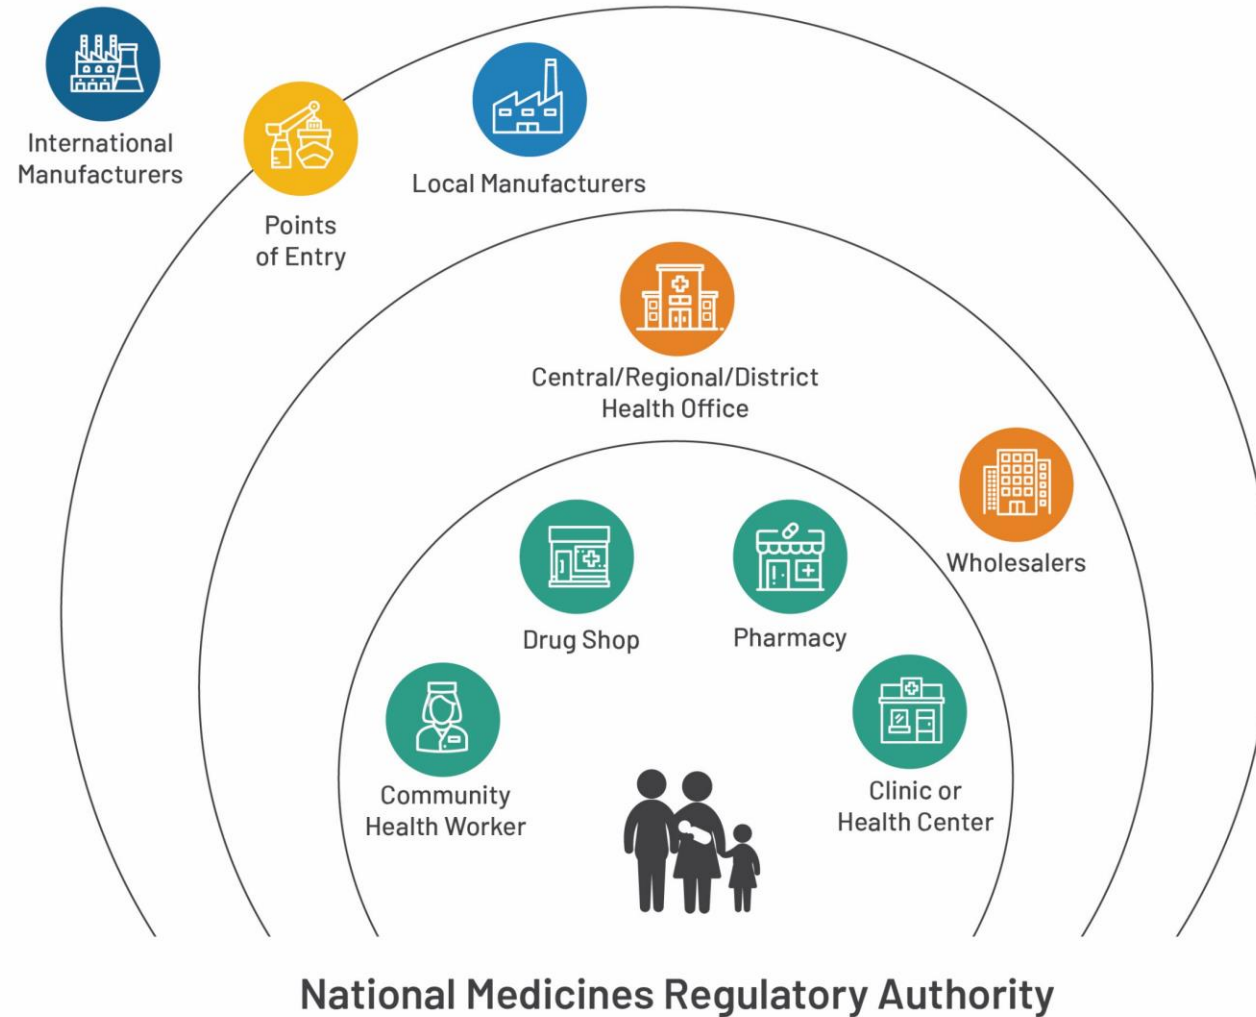 International
Manufacturers
Points
of Entry
Local Manufacturers
Central/Regional/District
Health Office
Wholesalers
Drug Shop
Pharmacy
Community
Health Worker
Clinic or
Health Center
National Medicines Regulatory Authority